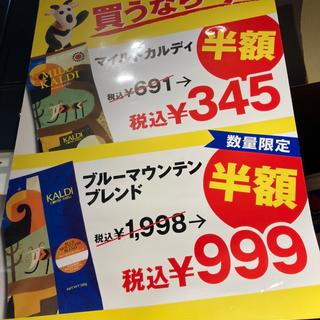 買うなら
MILD
KALDI
マイルドカルディ
半額
税込¥691→
税込¥345
数量限定
KALDI
ブルーマウンテン
ブレンド
半額
税込¥1,998→
税込¥999